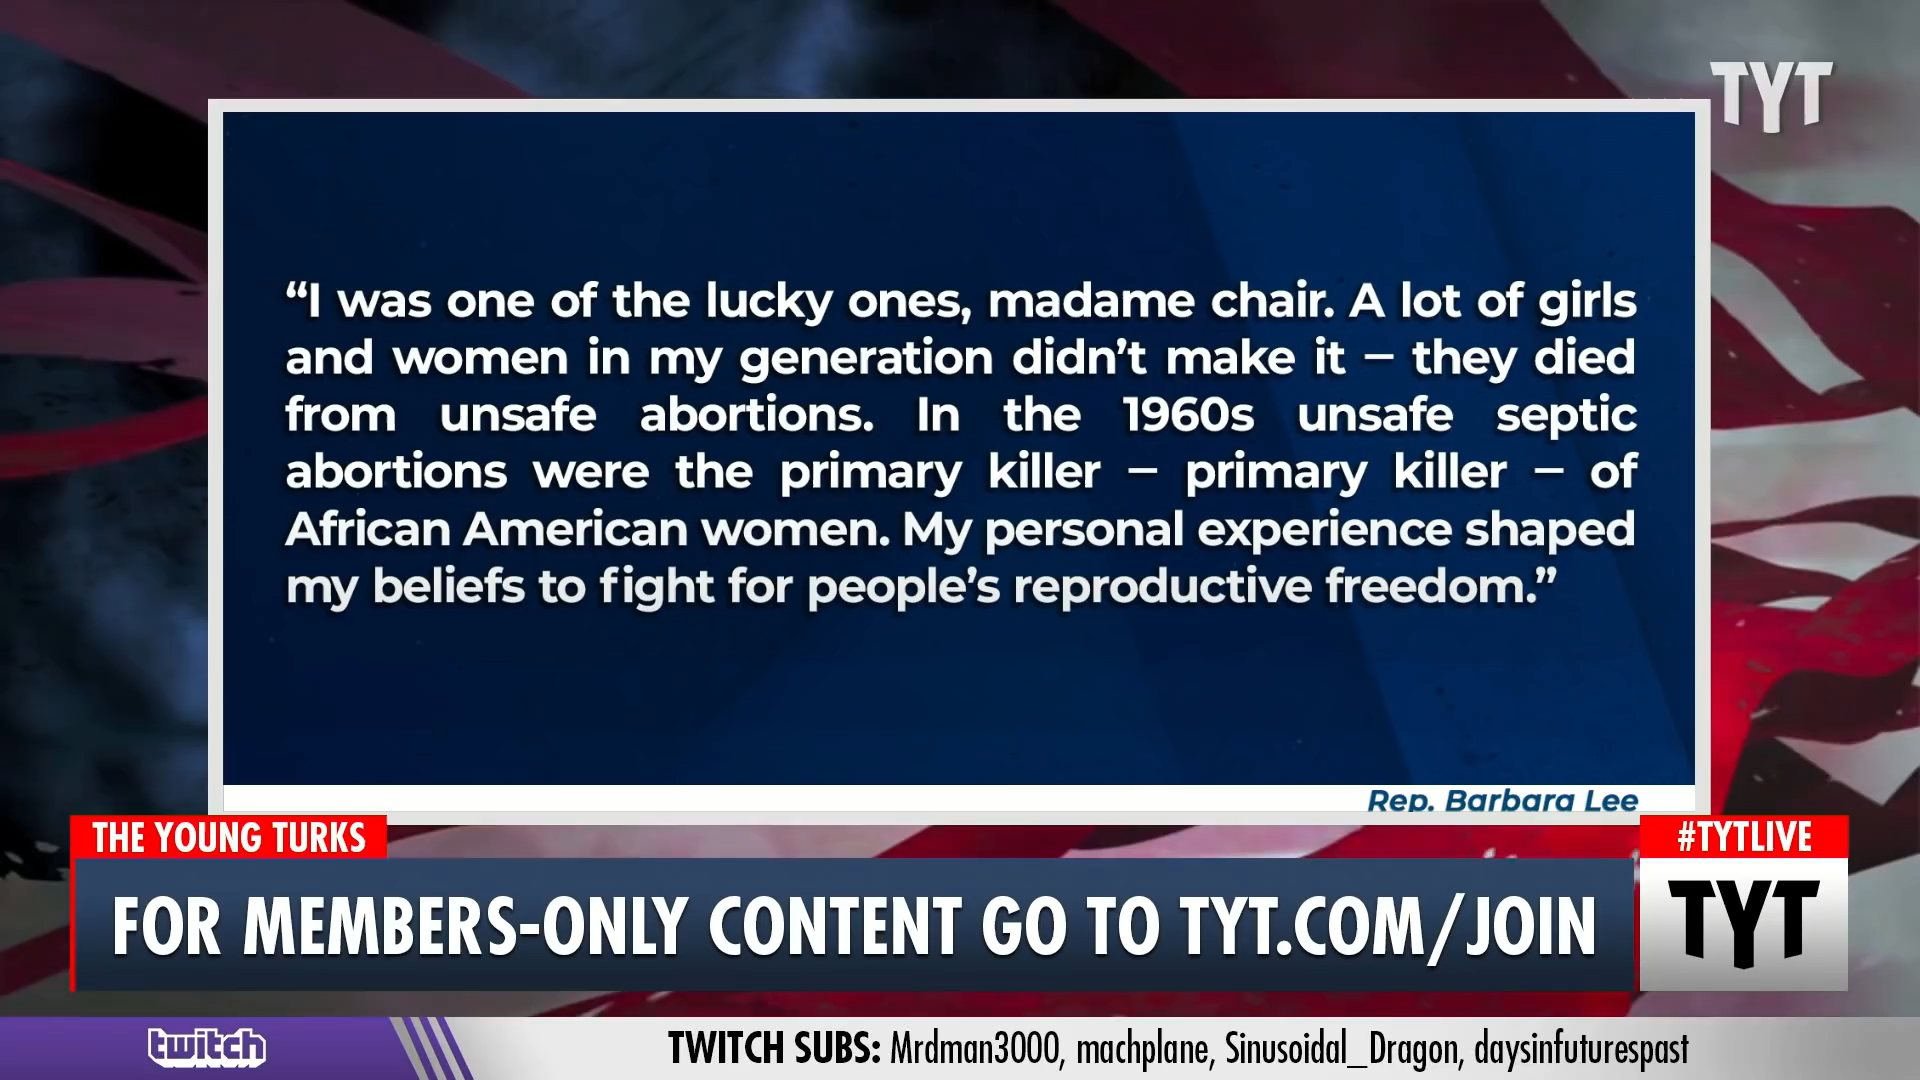 TYT
“I was one of the lucky ones, madame chair. A lot of girls
and women in my generation didn’t make it – they died
from unsafe abortions. In the 1960s unsafe septic
abortions were the primary killer – primary killer – of
African American women. My personal experience shaped
my beliefs to fight for people’s reproductive freedom.”
Rep. Barbara Lee
THE YOUNG TURKS
#TYTLIVE
FOR MEMBERS-ONLY CONTENT GO TO TYT.COM/JOIN
TYT
twitch
TWITCH SUBS: Mrdman3000, machplane, Sinusoidal_Dragon, daysinfuturespast